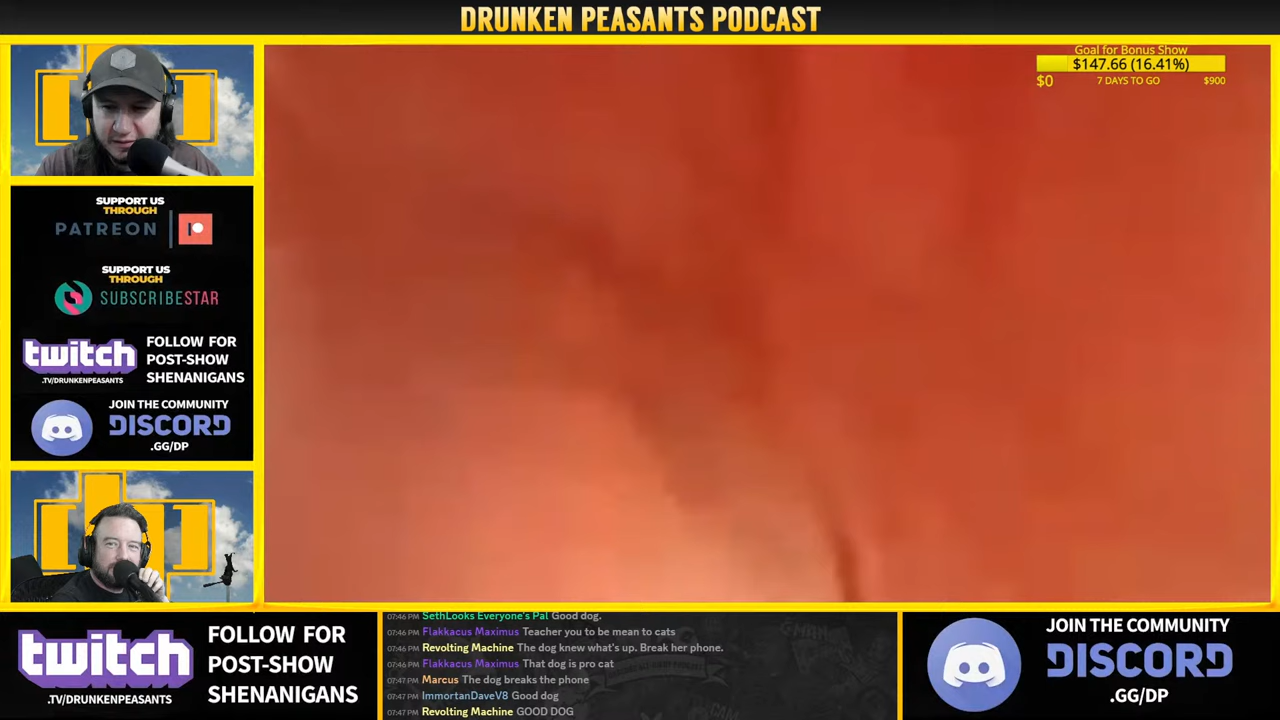 DRUNKEN PEASANTS PODCAST
Goal for Bonus Show
$147.66 (16.41%)
$0 7 DAYS TO GO $900
SUPPORT US
THROUGH
PATREON
SUPPORT US
THROUGH
SUBSCRIBESTAR
twitch
.TV/DRUNKENPEASANTS
FOLLOW FOR
POST-SHOW
SHENANIGANS
JOIN THE COMMUNITY
DISCORD
.GG/DP
twitch
.TV/DRUNKENPEASANTS
FOLLOW FOR
POST-SHOW
SHENANIGANS
07:46 PM SethLooks Everyone's Pal Good dog.
07:46 PM Flakkacus Maximus Teacher you to be mean to cats
07:46 PM Revolting Machine The dog knew what's up. Break her phone.
07:46 PM Flakkacus Maximus That dog is pro cat
07:47 PM Marcus The dog breaks the phone
07:47 PM ImmortanDaveV8 Good dog
07:47 PM Revolting Machine GOOD DOG
JOIN THE COMMUNITY
DISCORD
.GG/DP